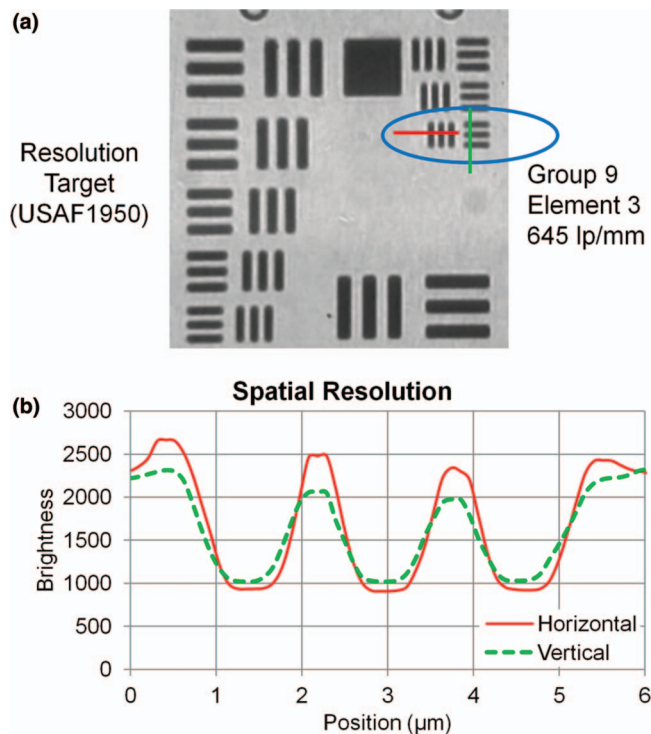 (a)
Resolution
Target
(USAF1950)
Group 9
Element 3
645 lp/mm
(b)
Spatial Resolution
3000
2500
2000
1500
1000
500
0
Brightness
Horizontal
Vertical
0 1 2 3 4 5 6
Position (µm)